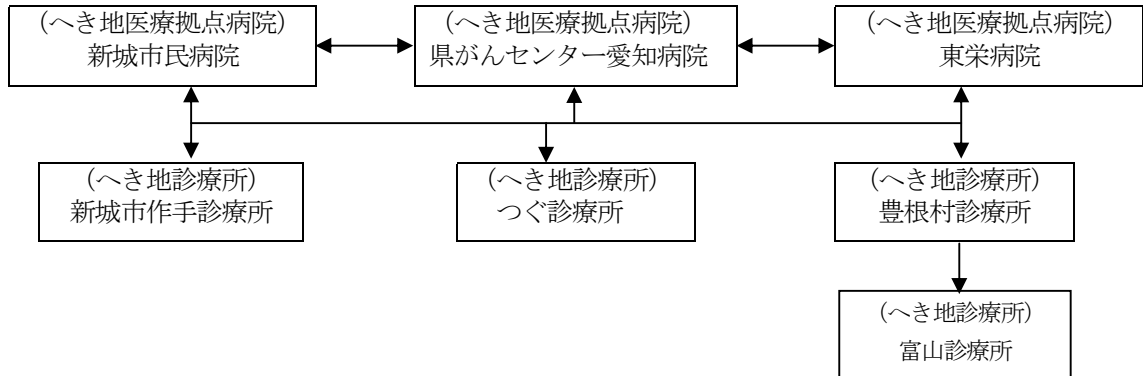 (へき地医療拠点病院)
新城市民病院
(へき地医療拠点病院)
県がんセンター愛知病院
(へき地医療拠点病院)
東栄病院
(へき地診療所)
新城市作手診療所
(へき地診療所)
つぐ診療所
(へき地診療所)
豊根村診療所
(へき地診療所)
富山診療所